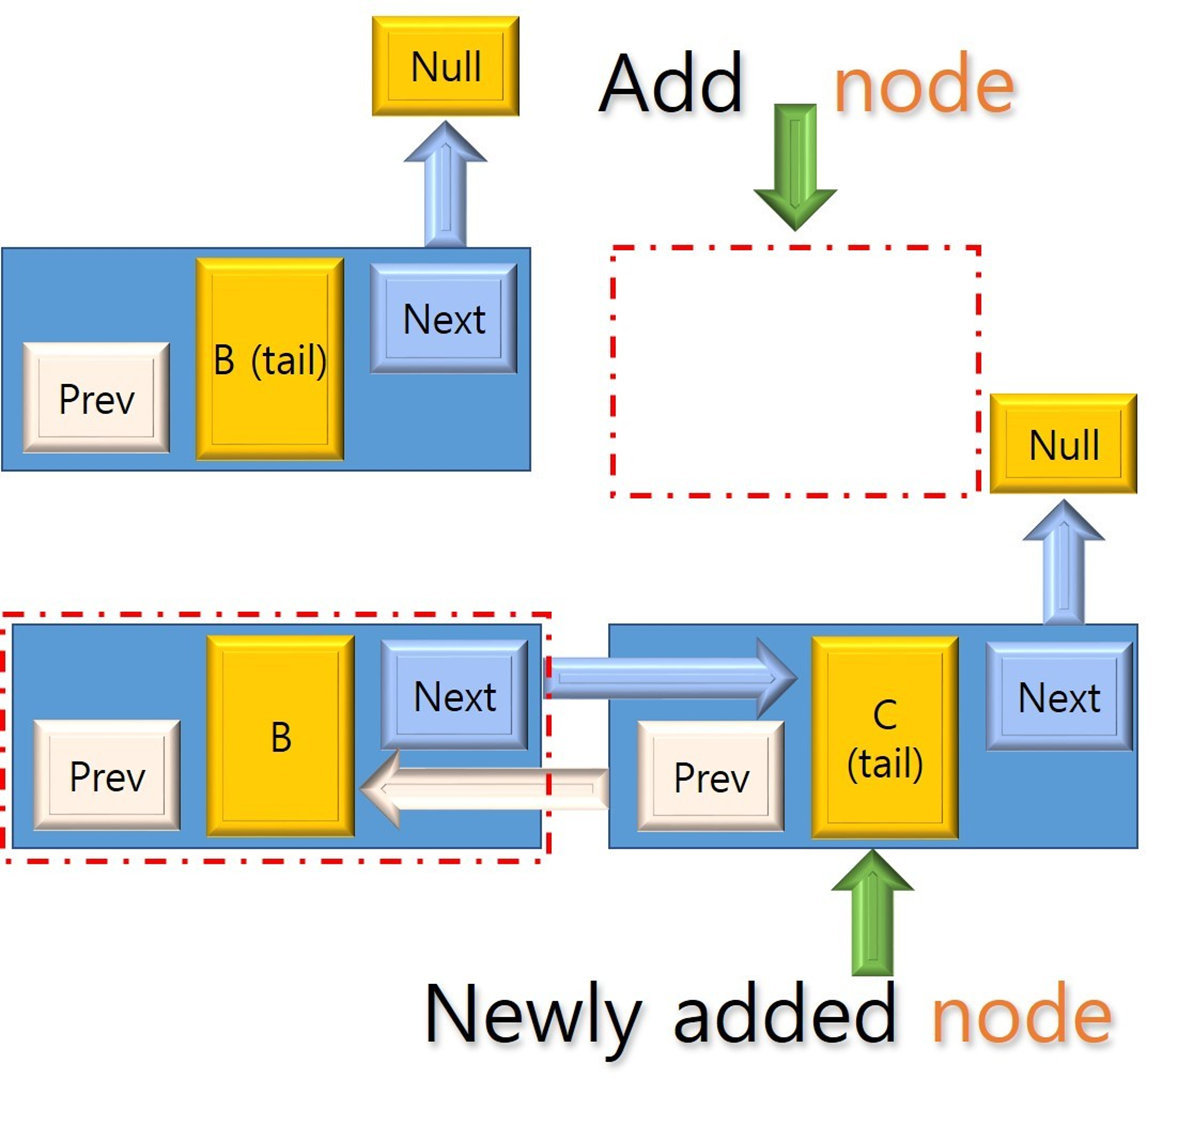 Null
Add node
Prev
B (tail)
Next
Null
Prev
B
Next
Prev
C
(tail)
Next
Newly added node